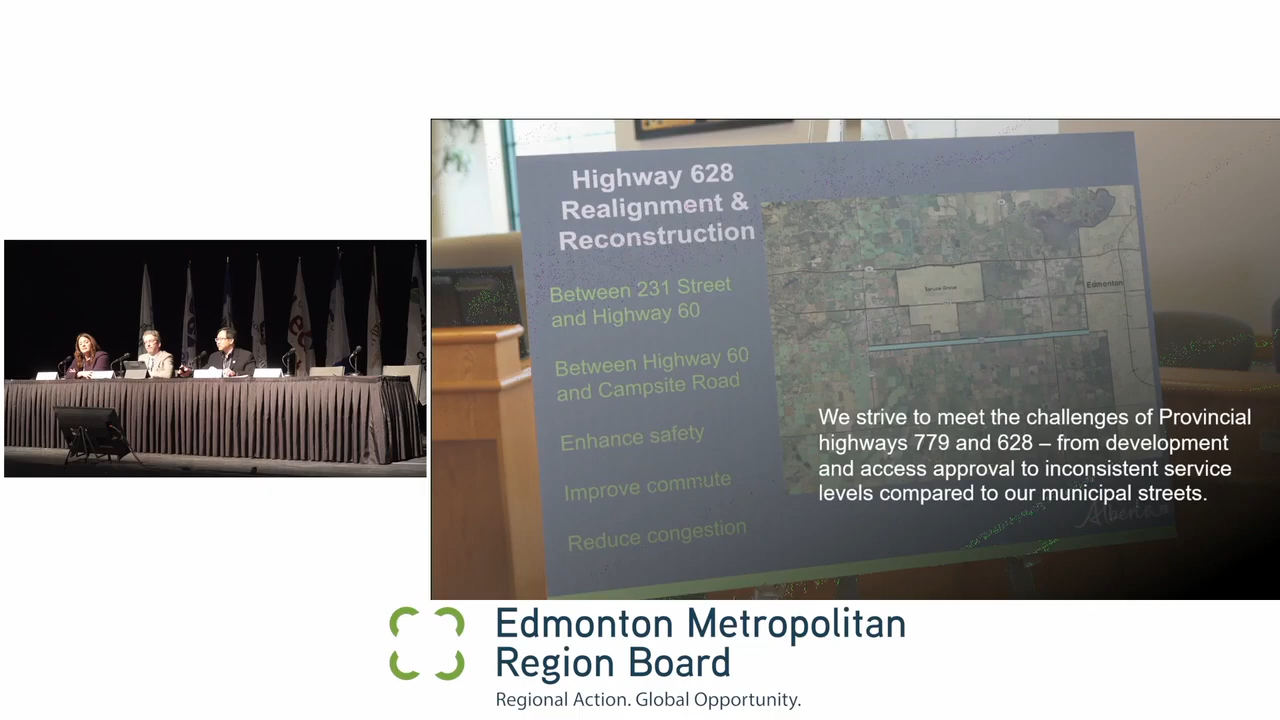 Highway 628
Realignment &
Reconstruction
Between 231 Street
and Highway 60
Between Highway 60
and Campsite Road
Enhance safety
Improve commute
Reduce congestion
Spruce Grove
Edmonton
We strive to meet the challenges of Provincial
highways 779 and 628 – from development
and access approval to inconsistent service
levels compared to our municipal streets.
Alberta
Edmonton Metropolitan
Region Board
Regional Action. Global Opportunity.